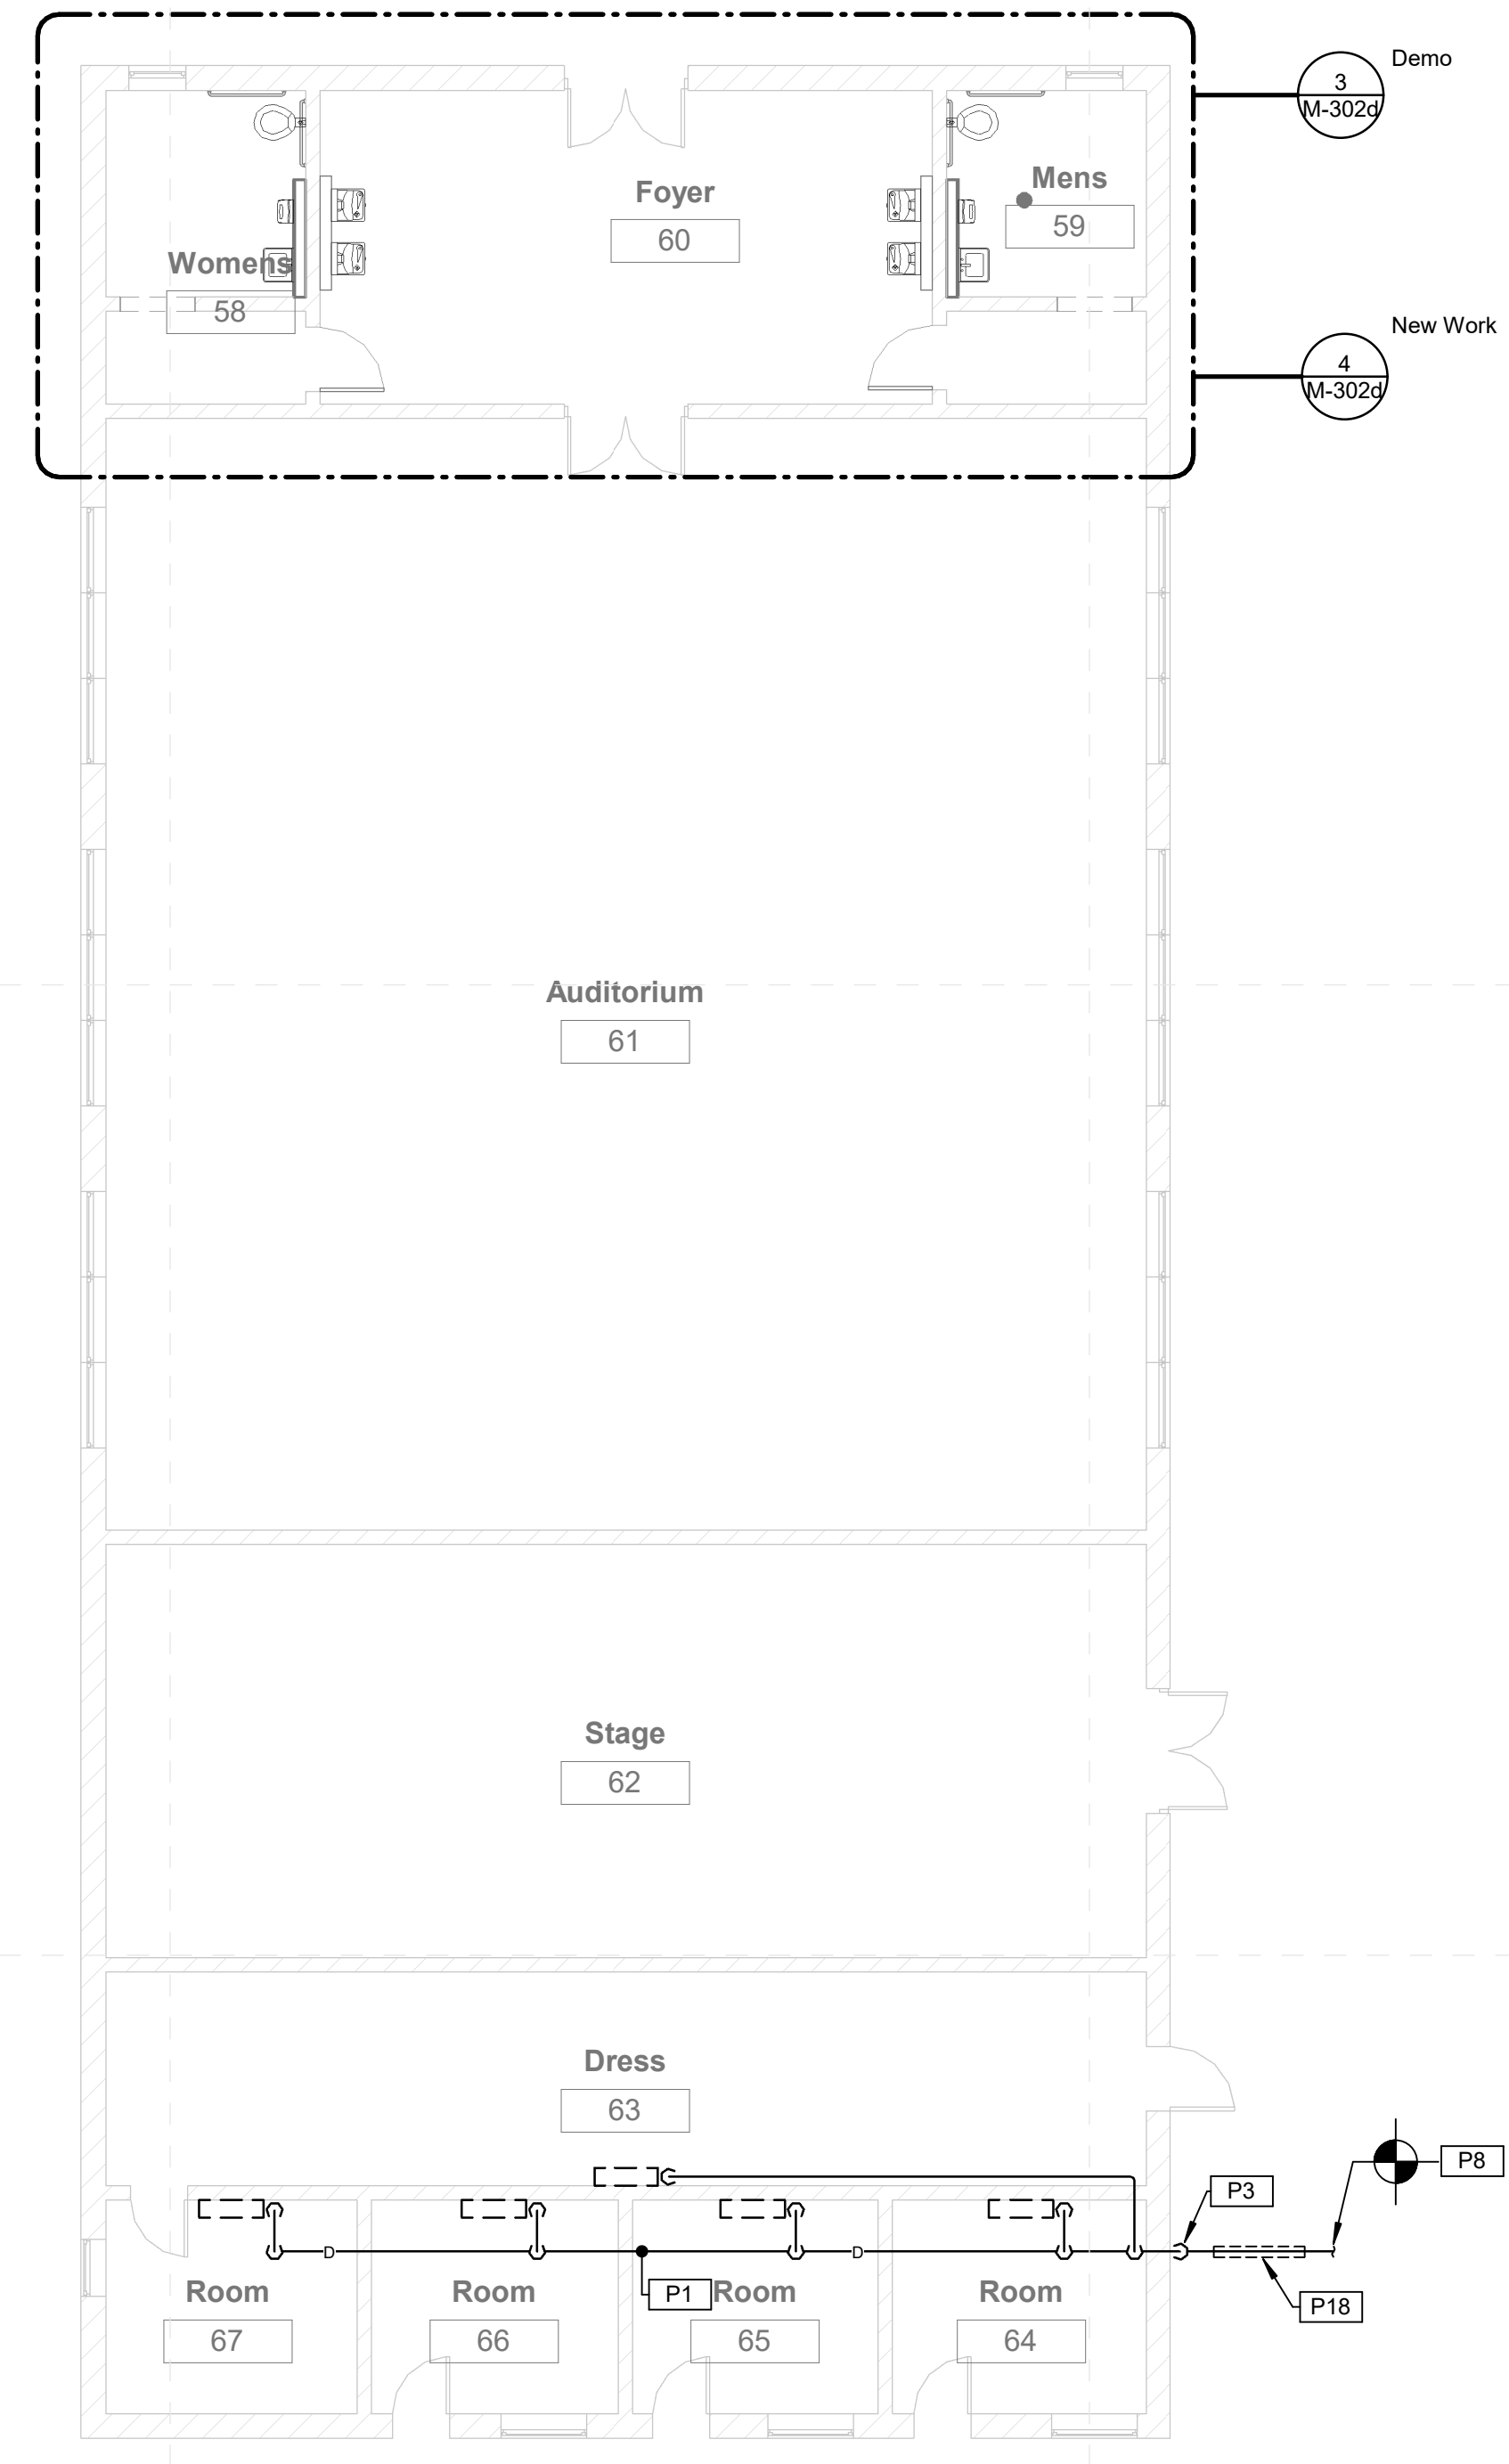 Demo
3
M-302d
Foyer
60
Mens
59
Womens
58
New Work
4
M-302d
Auditorium
61
Stage
62
Dress
63
P8
P3
D
D
P1
P18
Room
67
Room
66
Room
65
Room
64